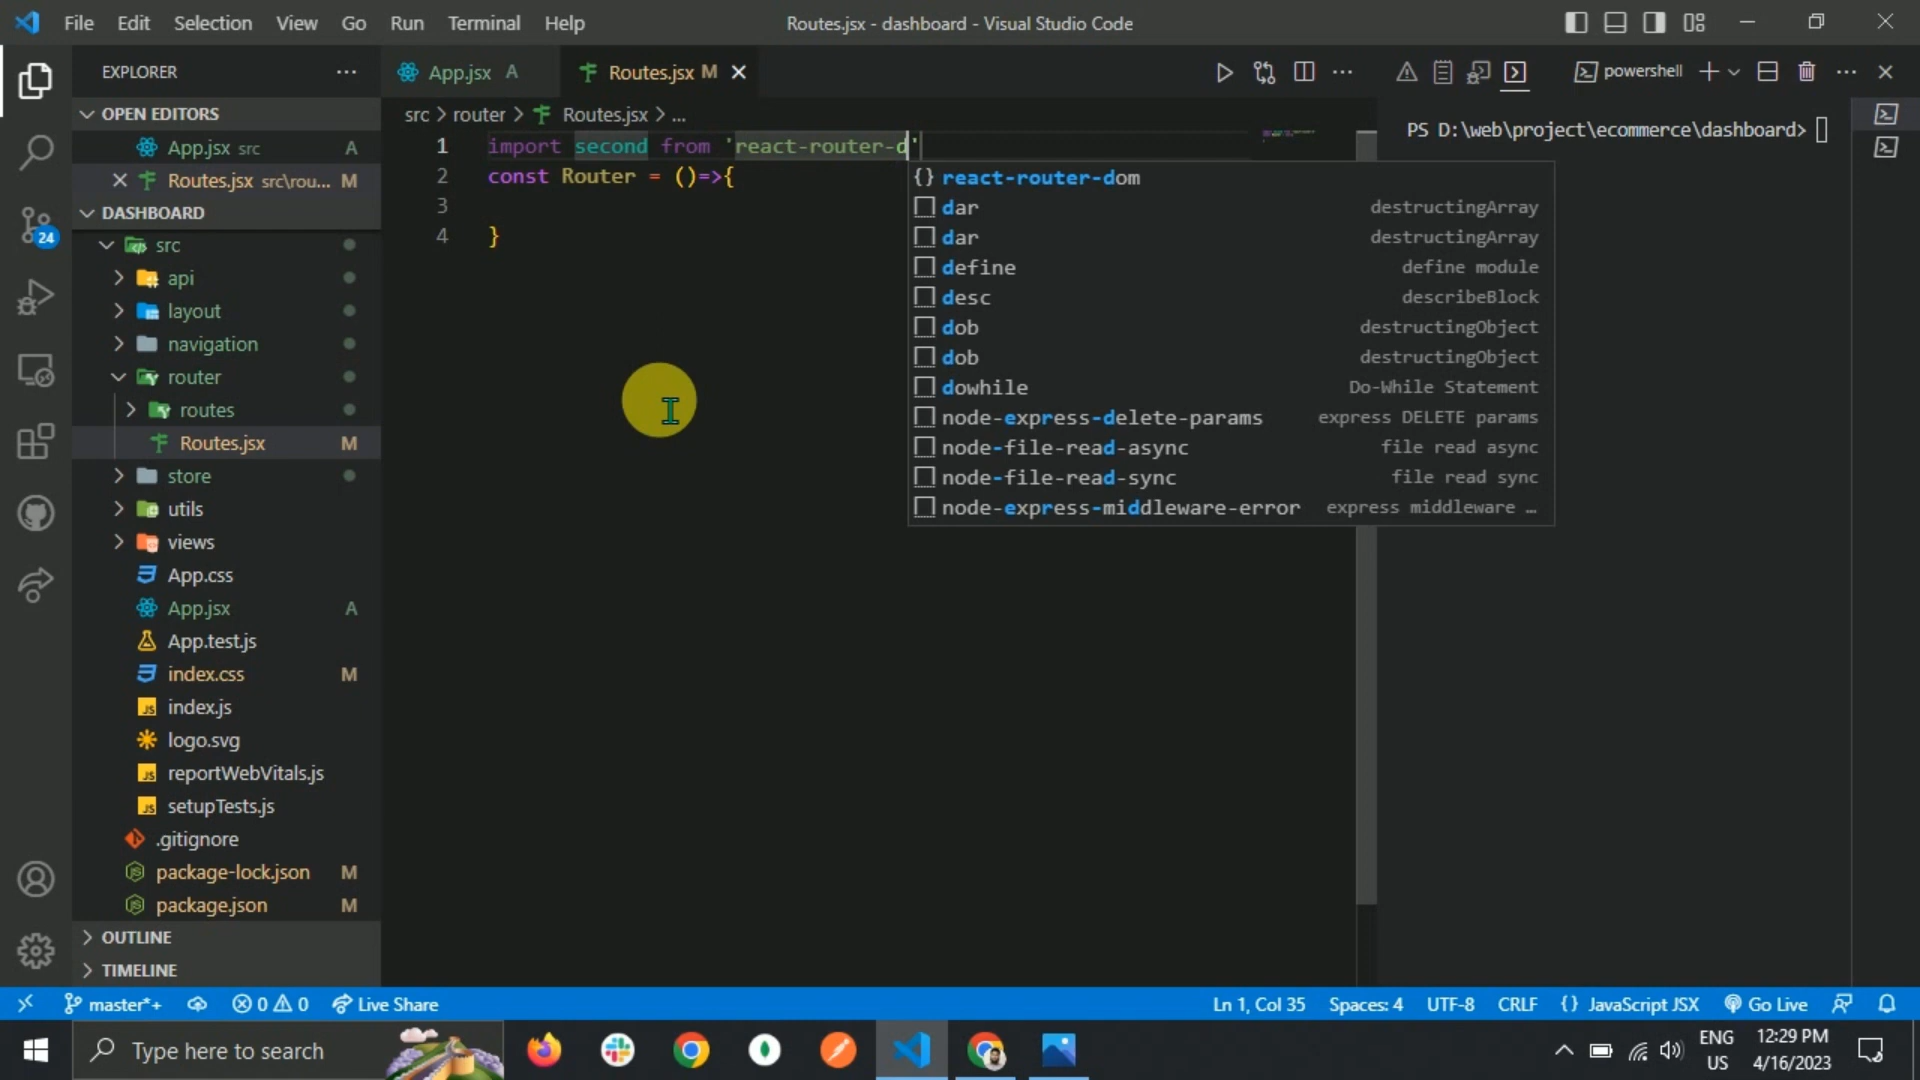 File Edit Selection View Go Run Terminal Help
Routes.jsx - dashboard - Visual Studio Code
EXPLORER
App.jsx A
Routes.jsx M
powershell
OPEN EDITORS
App.jsx src A
Routes.jsx src\rou... M
DASHBOARD
src
api
layout
navigation
router
routes
Routes.jsx M
store
utils
views
App.css
App.jsx A
App.test.js
index.css M
index.js
logo.svg
reportWebVitals.js
setupTests.js
.gitignore
package-lock.json M
package.json M
OUTLINE
TIMELINE
24
src > router > Routes.jsx > ...
1 import second from 'react-router-d'
2 const Router = ()=>{
3
4 }
react-router-dom
dar destructingArray
dar destructingArray
define define module
desc describeBlock
dob destructingObject
dob destructingObject
dowhile Do-While Statement
node-express-delete-params express DELETE params
node-file-read-async file read async
node-file-read-sync file read sync
node-express-middleware-error express middleware …
PS D:\web\project\ecommerce\dashboard>
master*+ 0 0 Live Share
Ln 1, Col 35 Spaces: 4 UTF-8 CRLF {} JavaScript JSX Go Live
Type here to search
ENG
US
12:29 PM
4/16/2023